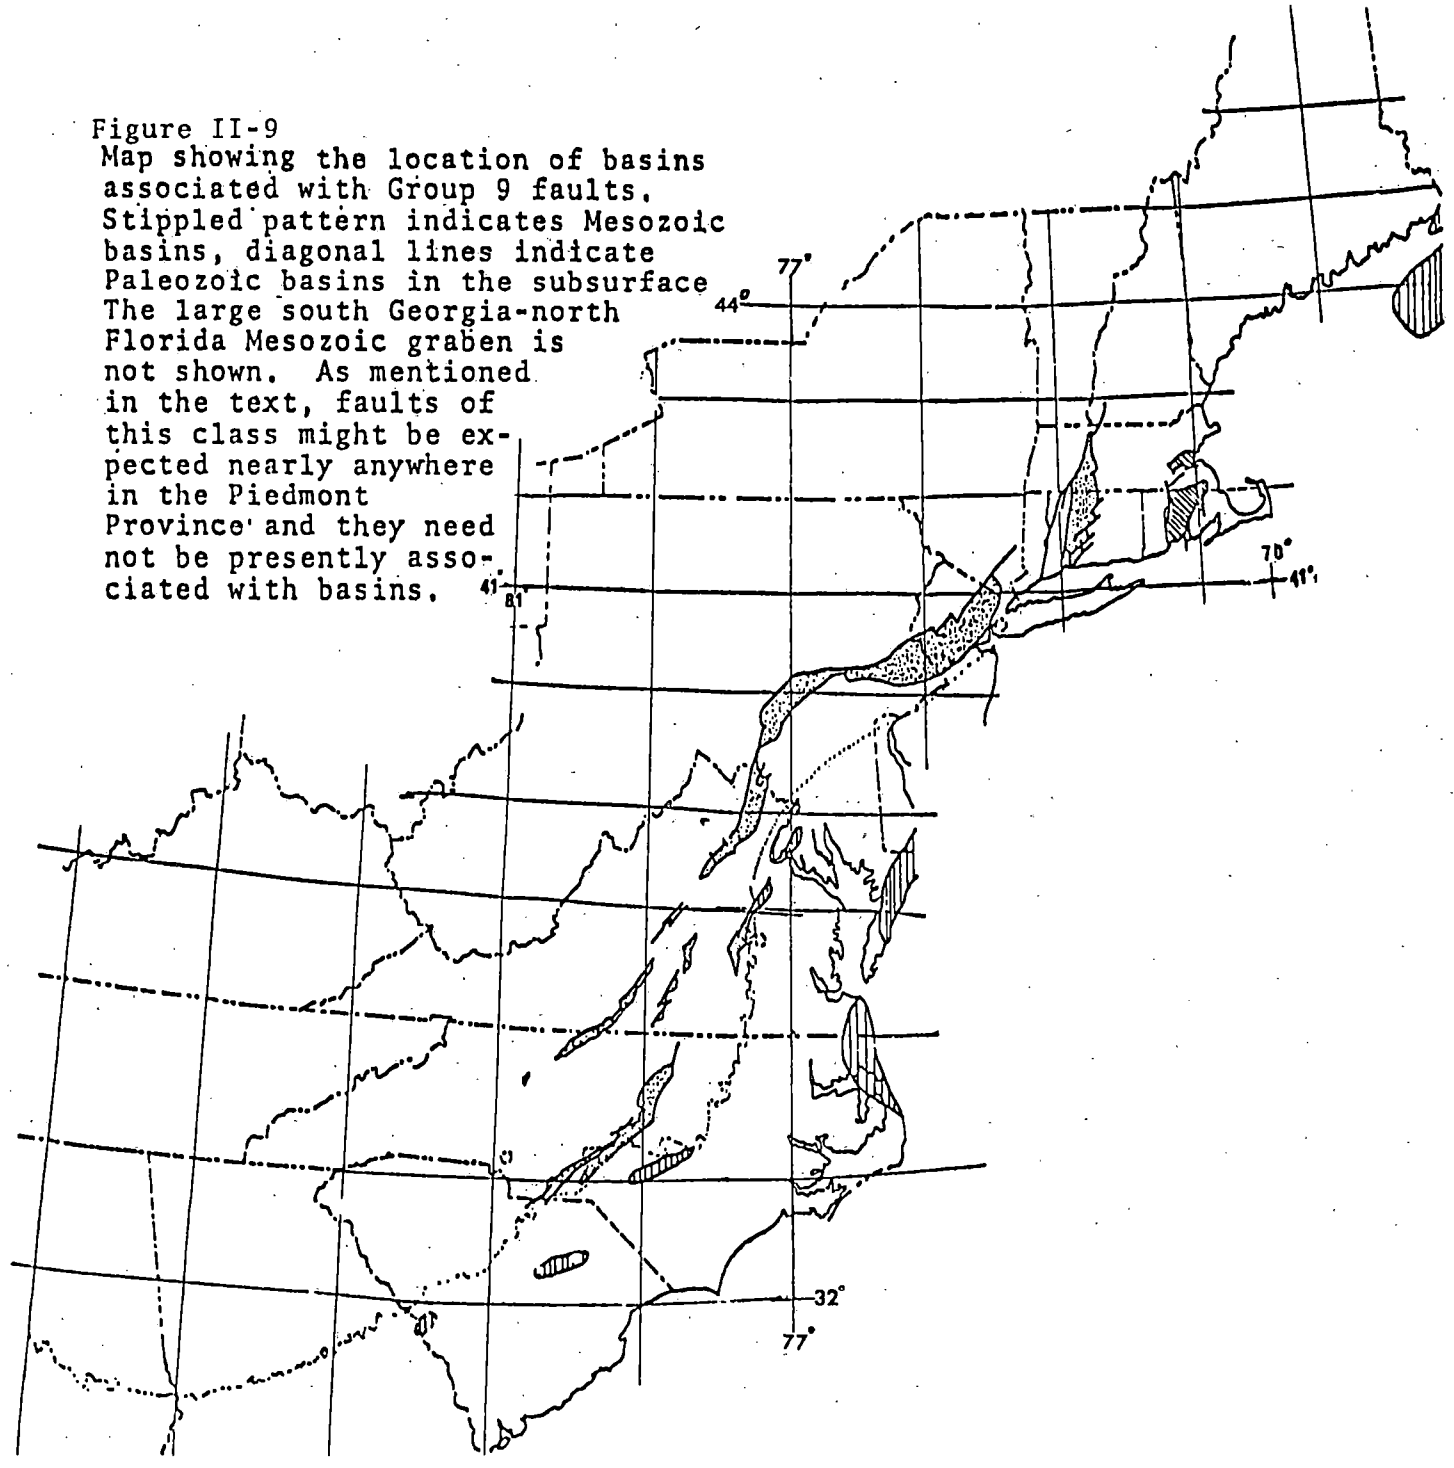 Figure II-9
Map showing the location of basins
associated with Group 9 faults.
Stippled pattern indicates Mesozoic
basins, diagonal lines indicate
Paleozoic basins in the subsurface
The large south Georgia-north
Florida Mesozoic graben is
not shown. As mentioned
in the text, faults of
this class might be ex-
pected nearly anywhere
in the Piedmont
Province and they need
not be presently asso-
ciated with basins.
77°
44°
41°
81°
70°
41°
32°
77°